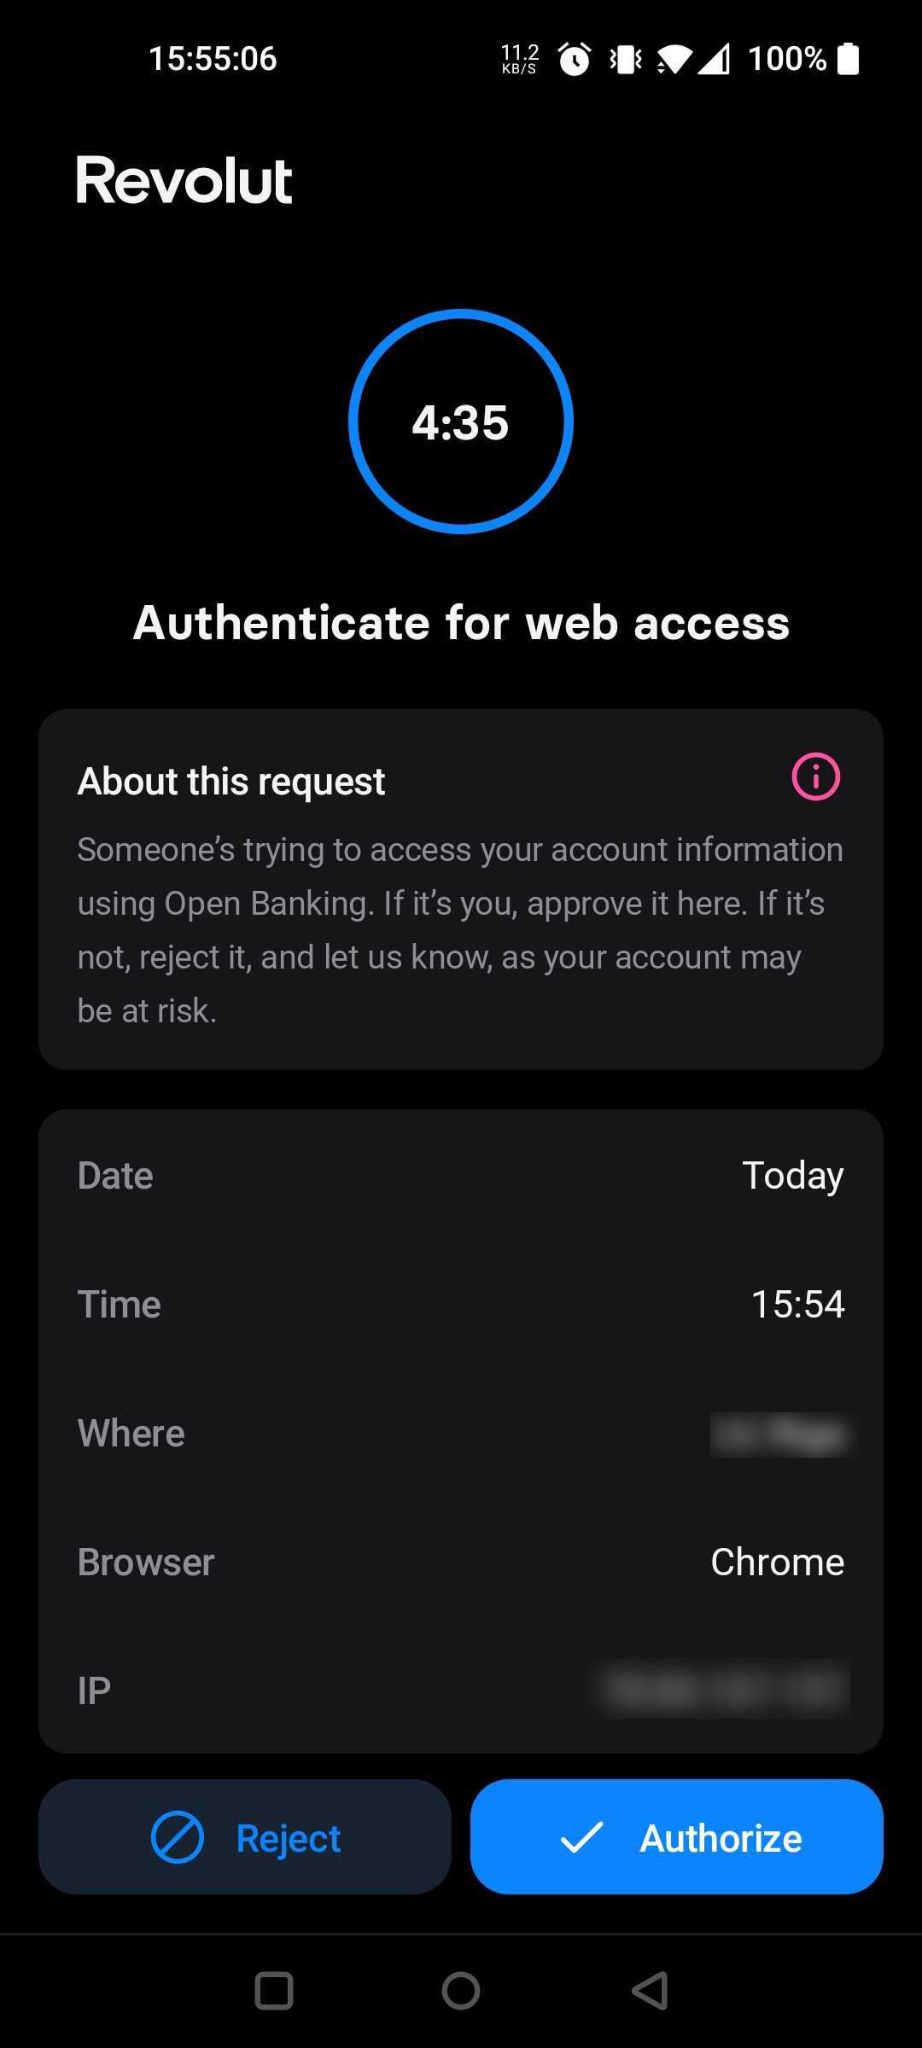 15:55:06
11.2
KB/S
100%
Revolut
4:35
Authenticate for web access
About this request
Someone’s trying to access your account information
using Open Banking. If it’s you, approve it here. If it’s
not, reject it, and let us know, as your account may
be at risk.
Date Today
Time 15:54
Where
Browser Chrome
IP
Reject Authorize